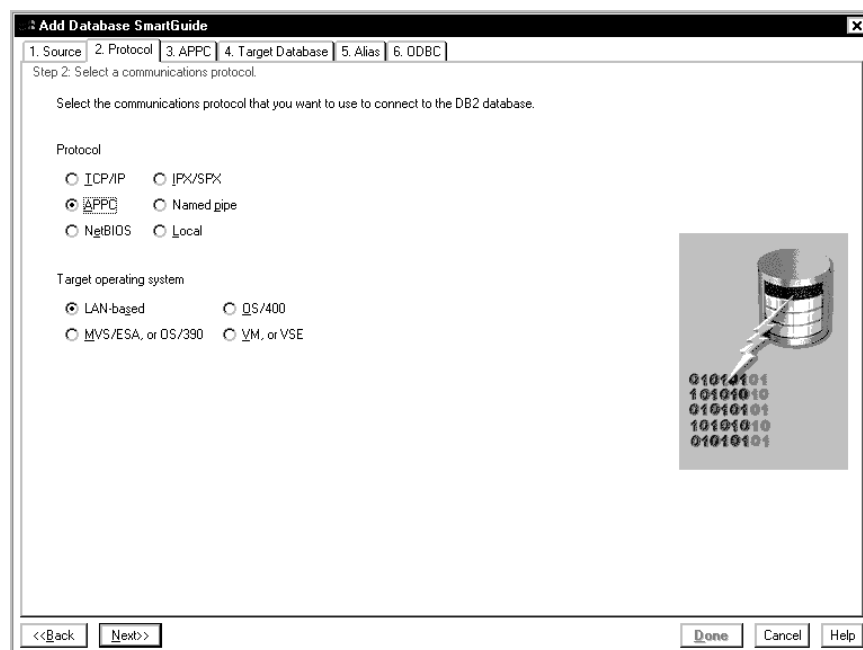 Add Database SmartGuide
1. Source 2. Protocol 3. APPC 4. Target Database 5. Alias 6. ODBC
Step 2: Select a communications protocol.
Select the communications protocol that you want to use to connect to the DB2 database.
Protocol
TCP/IP IPX/SPX
APPC Named pipe
NetBIOS Local
Target operating system
LAN-based OS/400
MVS/ESA, or OS/390 VM, or VSE
01010101
10101010
01010101
10101010
01010101
<<Back Next>> Done Cancel Help